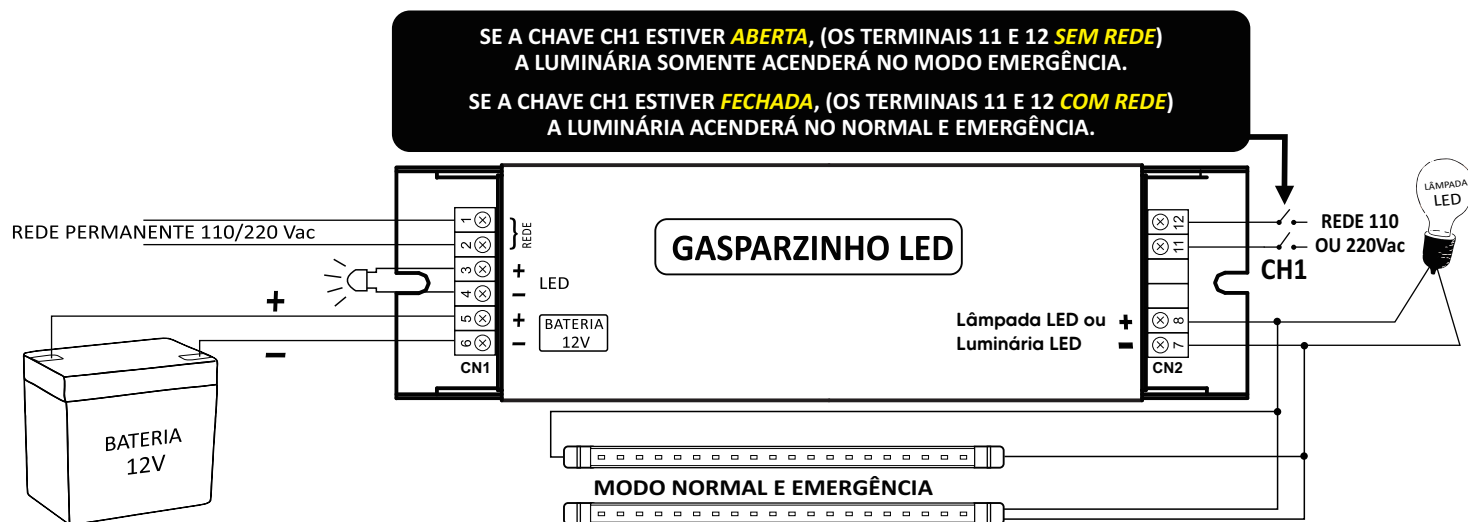 SE A CHAVE CH1 ESTIVER ABERTA, (OS TERMINAIS 11 E 12 SEM REDE)
A LUMINÁRIA SOMENTE ACENDERÁ NO MODO EMERGÊNCIA.
SE A CHAVE CH1 ESTIVER FECHADA, (OS TERMINAIS 11 E 12 COM REDE)
A LUMINÁRIA ACENDERÁ NO NORMAL E EMERGÊNCIA.
REDE PERMANENTE 110/220 Vac
1
2
3
4
5
6
REDE
+
−
LED
+
−
BATERIA
12V
CN1
+
−
BATERIA
12V
GASPARZINHO LED
Lâmpada LED ou +
Luminária LED −
12
11
8
7
CN2
REDE 110
OU 220Vac
CH1
LÂMPADA
LED
MODO NORMAL E EMERGÊNCIA